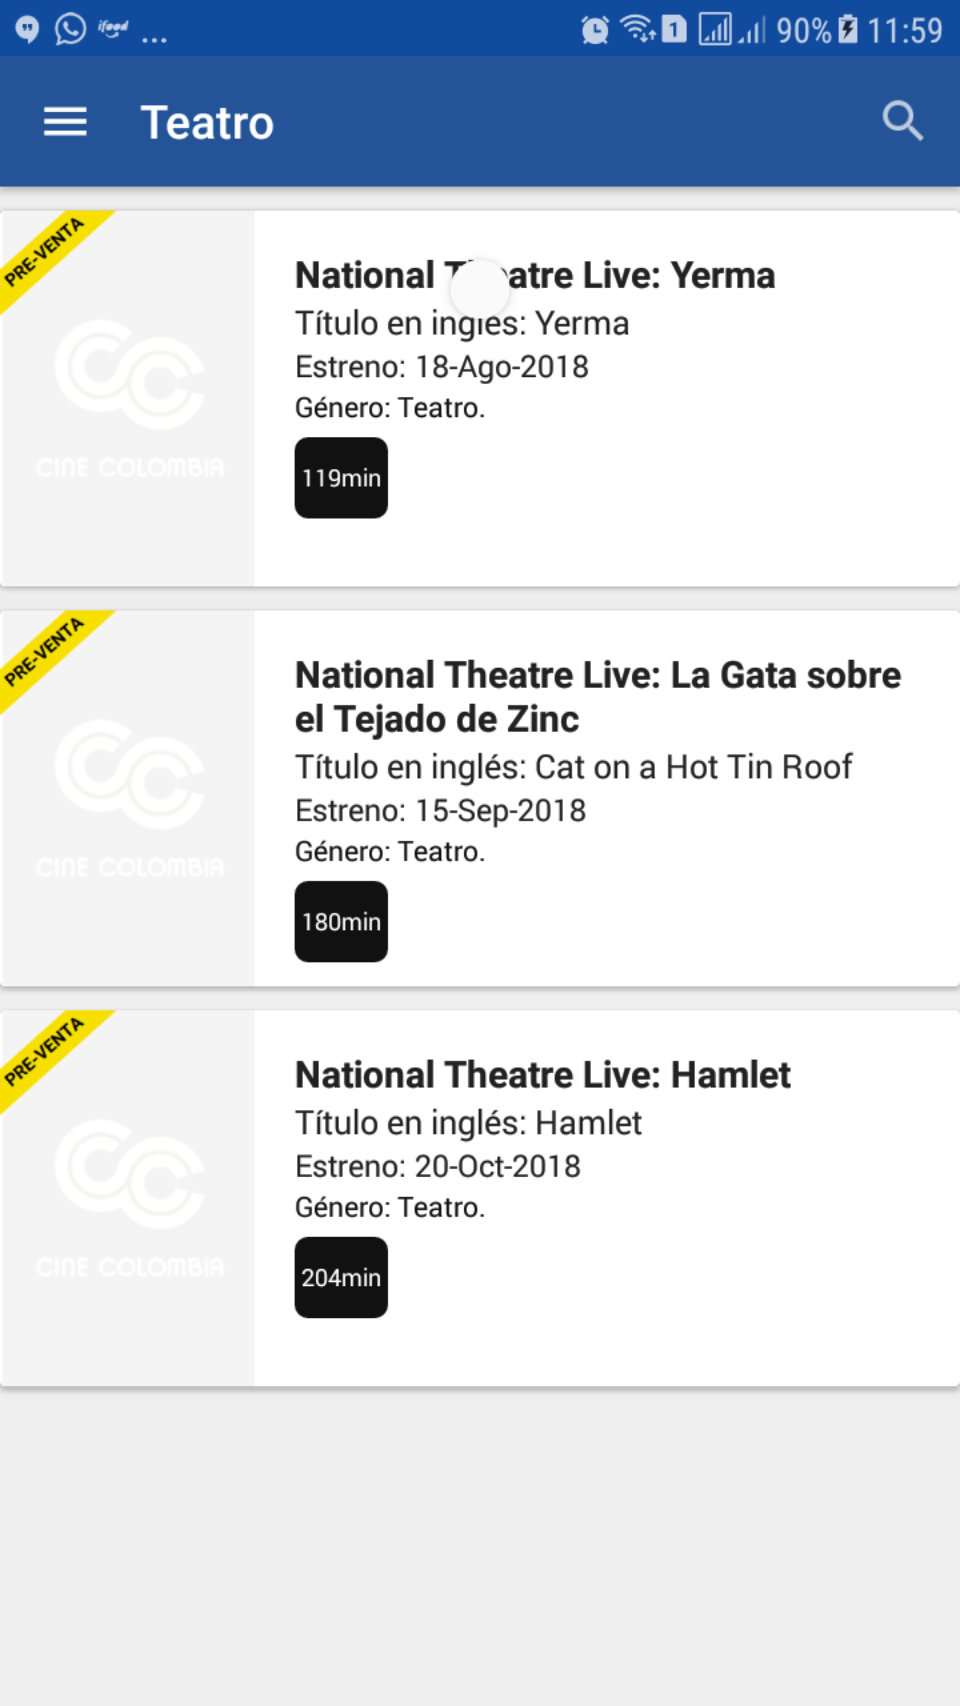 ifood ... 1 90% 11:59
Teatro
PRE-VENTA
CINE COLOMBIA
National Theatre Live: Yerma
Título en inglés: Yerma
Estreno: 18-Ago-2018
Género: Teatro.
119min
PRE-VENTA
CINE COLOMBIA
National Theatre Live: La Gata sobre
el Tejado de Zinc
Título en inglés: Cat on a Hot Tin Roof
Estreno: 15-Sep-2018
Género: Teatro.
180min
PRE-VENTA
CINE COLOMBIA
National Theatre Live: Hamlet
Título en inglés: Hamlet
Estreno: 20-Oct-2018
Género: Teatro.
204min